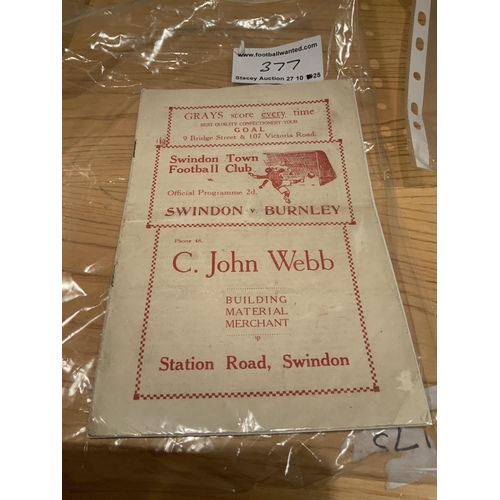 www.footballwanted.com
377
Stacey Auction 27 10 25
GRAYS score every time
BEST QUALITY CONFECTIONERY YOUR
GOAL
9 Bridge Street & 107 Victoria Road.
Swindon Town
Football Club
Official Programme 2d.
SWINDON v BURNLEY
Phone 48.
C. John Webb
BUILDING
MATERIAL
MERCHANT
Station Road, Swindon